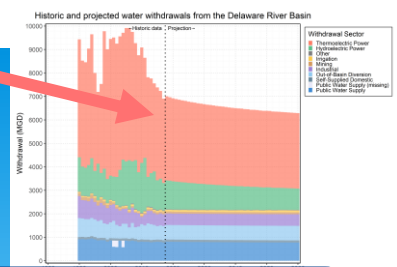 Historic and projected water withdrawals from the Delaware River Basin
Withdrawal (MGD)
10000
9000
8000
7000
6000
5000
4000
3000
2000
1000
0
Historic data
Projection
Withdrawal Sector
Thermoelectric Power
Hydroelectric Power
Other
Irrigation
Mining
Industrial
Out-of-Basin Diversion
Self-Supplied Domestic
Public Water Supply (missing)
Public Water Supply